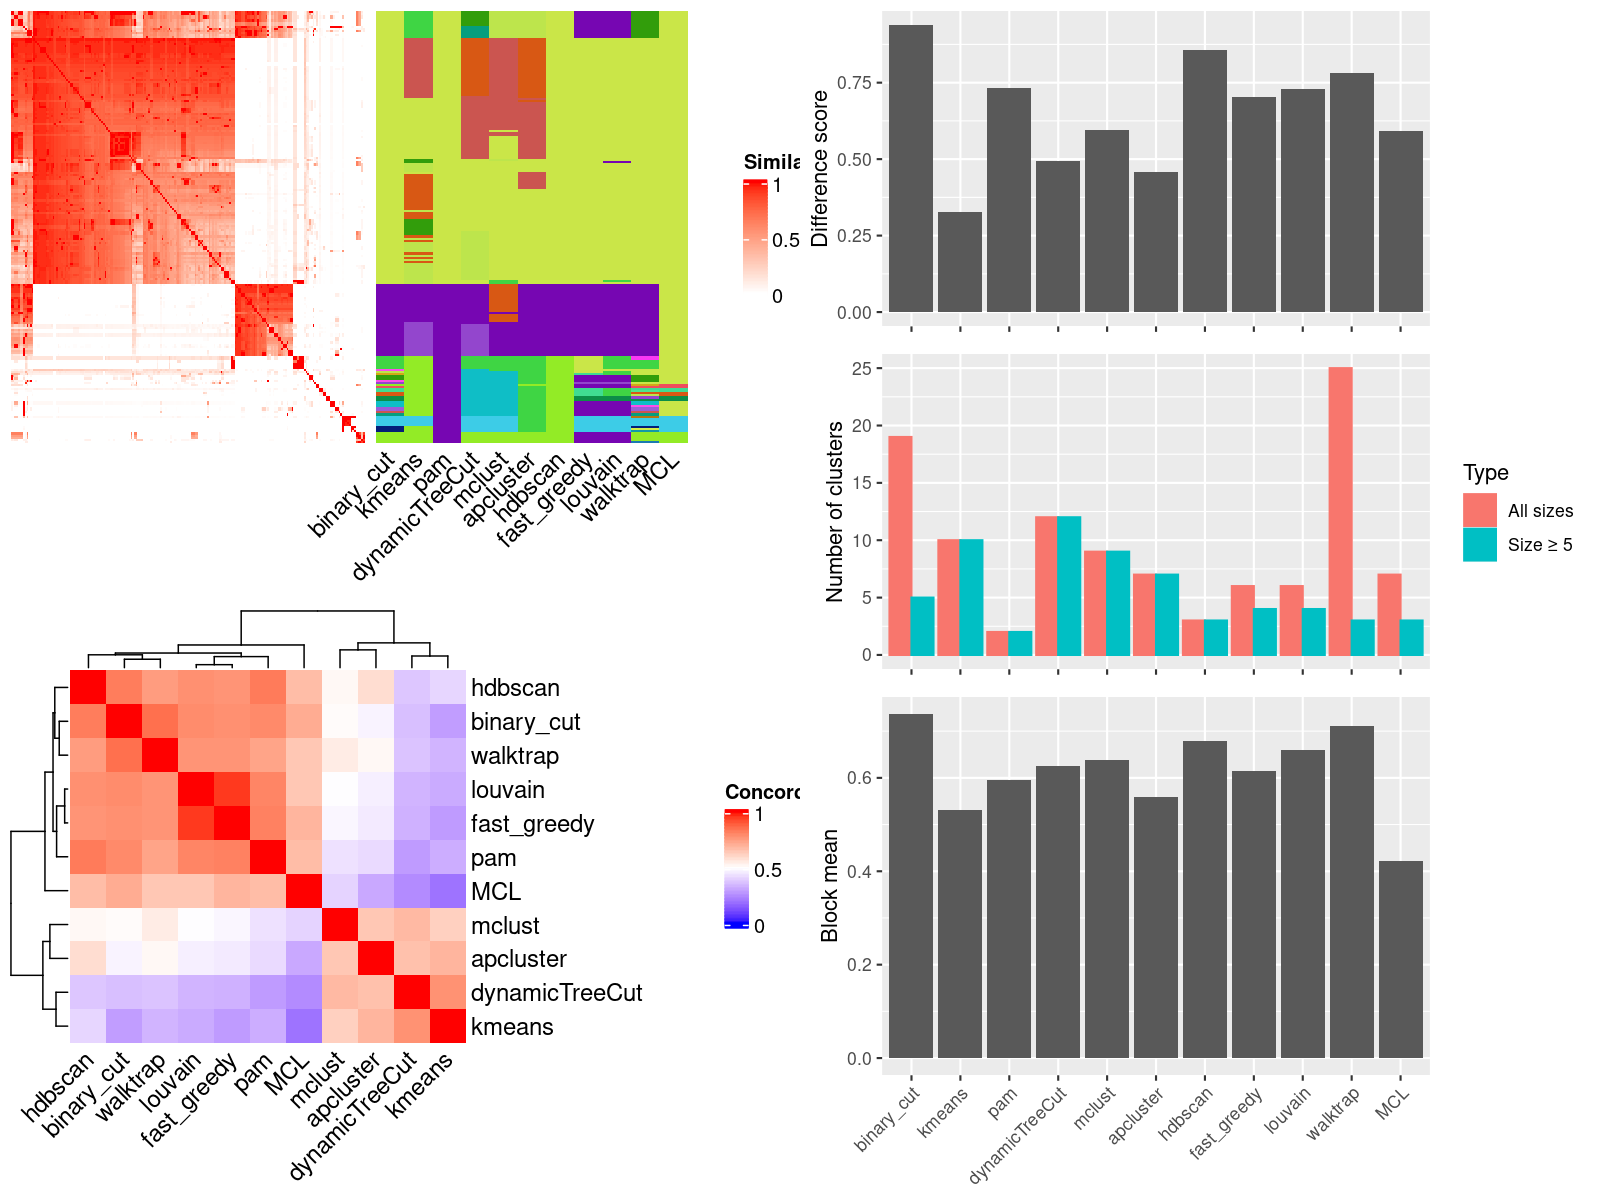 Simila
1
0.5
0
binary_cut
kmeans
pam
dynamicTreeCut
mclust
apcluster
hdbscan
fast_greedy
louvain
walktrap
MCL
hdbscan
binary_cut
walktrap
louvain
fast_greedy
pam
MCL
mclust
apcluster
dynamicTreeCut
kmeans
hdbscan
binary_cut
walktrap
louvain
fast_greedy
pam
MCL
mclust
apcluster
dynamicTreeCut
kmeans
Concord
1
0.5
0
Difference score
0.75
0.50
0.25
0.00
Number of clusters
25
20
15
10
5
0
Type
All sizes
Size ≥ 5
Block mean
0.6
0.4
0.2
0.0
binary_cut
kmeans
pam
dynamicTreeCut
mclust
apcluster
hdbscan
fast_greedy
louvain
walktrap
MCL